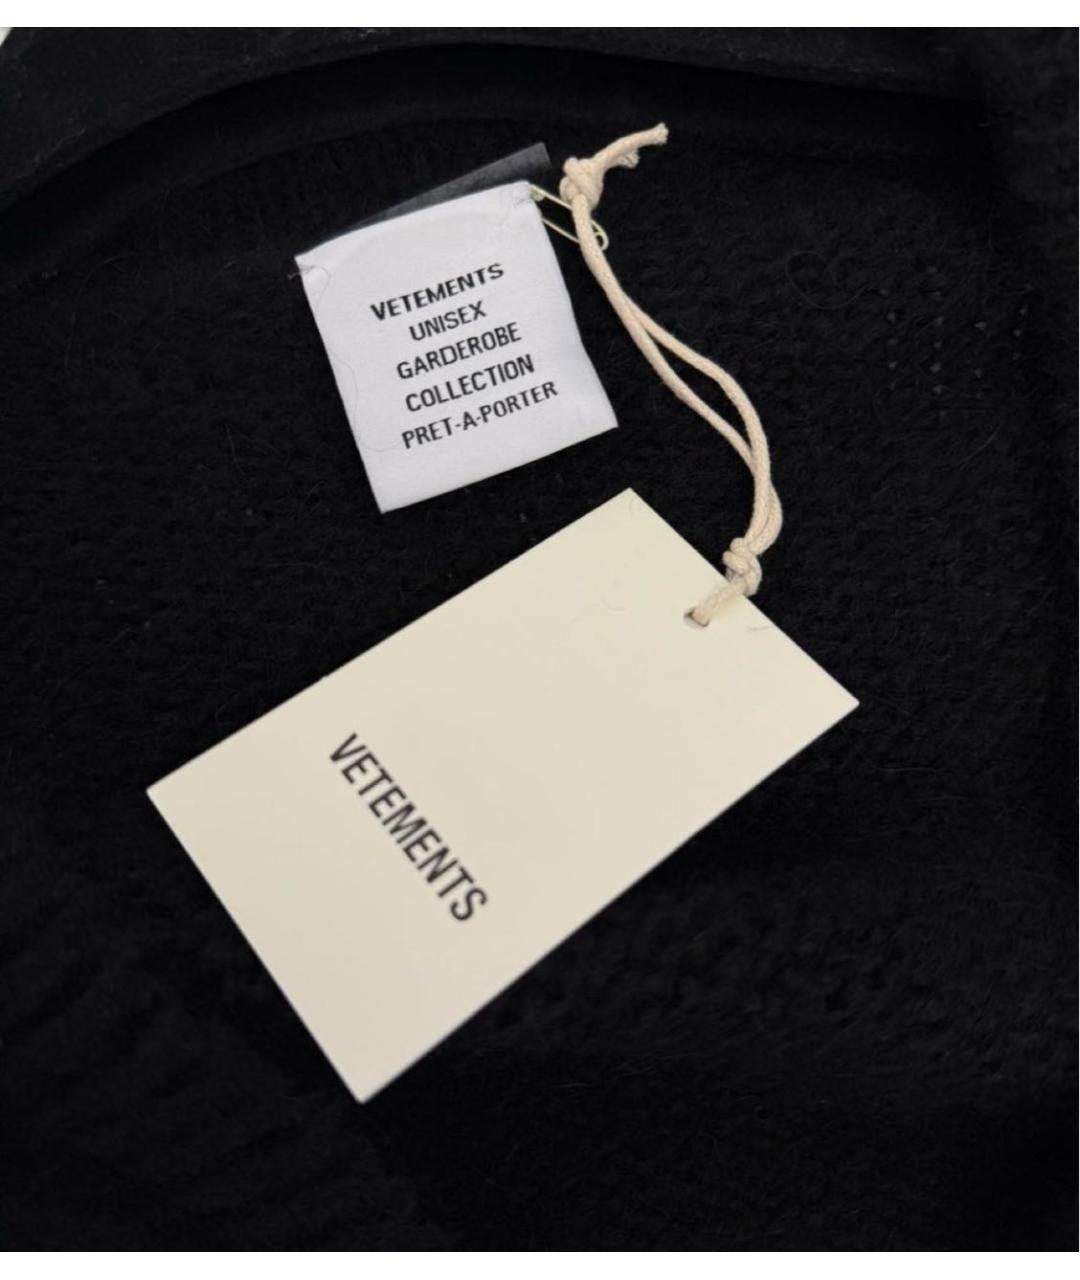 VETEMENTS
UNISEX
GARDEROBE
COLLECTION
PRET-A-PORTER
VETEMENTS